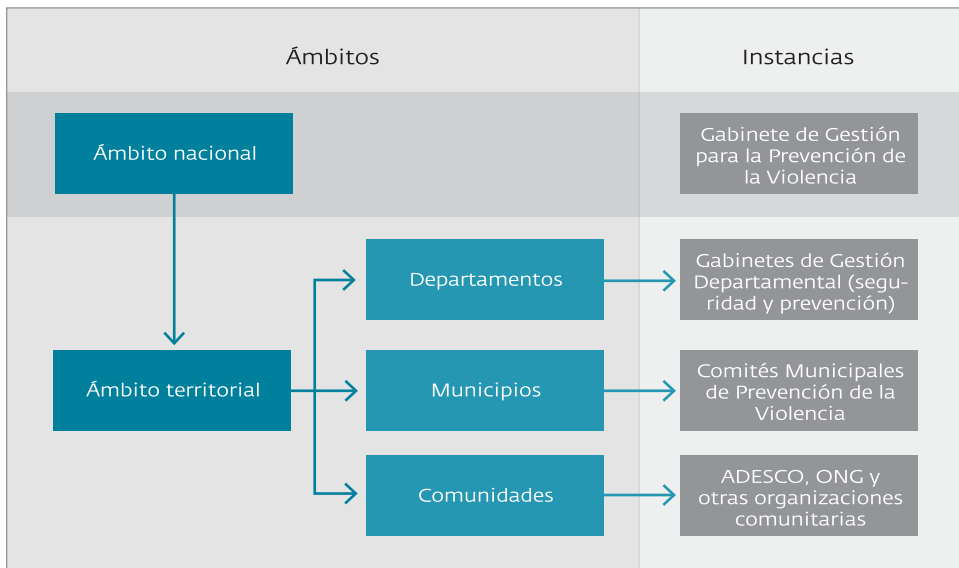 Ámbitos
Instancias
Ámbito nacional
Gabinete de Gestión
para la Prevención de
la Violencia
Ámbito territorial
Departamentos
Gabinetes de Gestión
Departamental (segu-
ridad y prevención)
Municipios
Comités Municipales
de Prevención de la
Violencia
Comunidades
ADESCO, ONG y
otras organizaciones
comunitarias